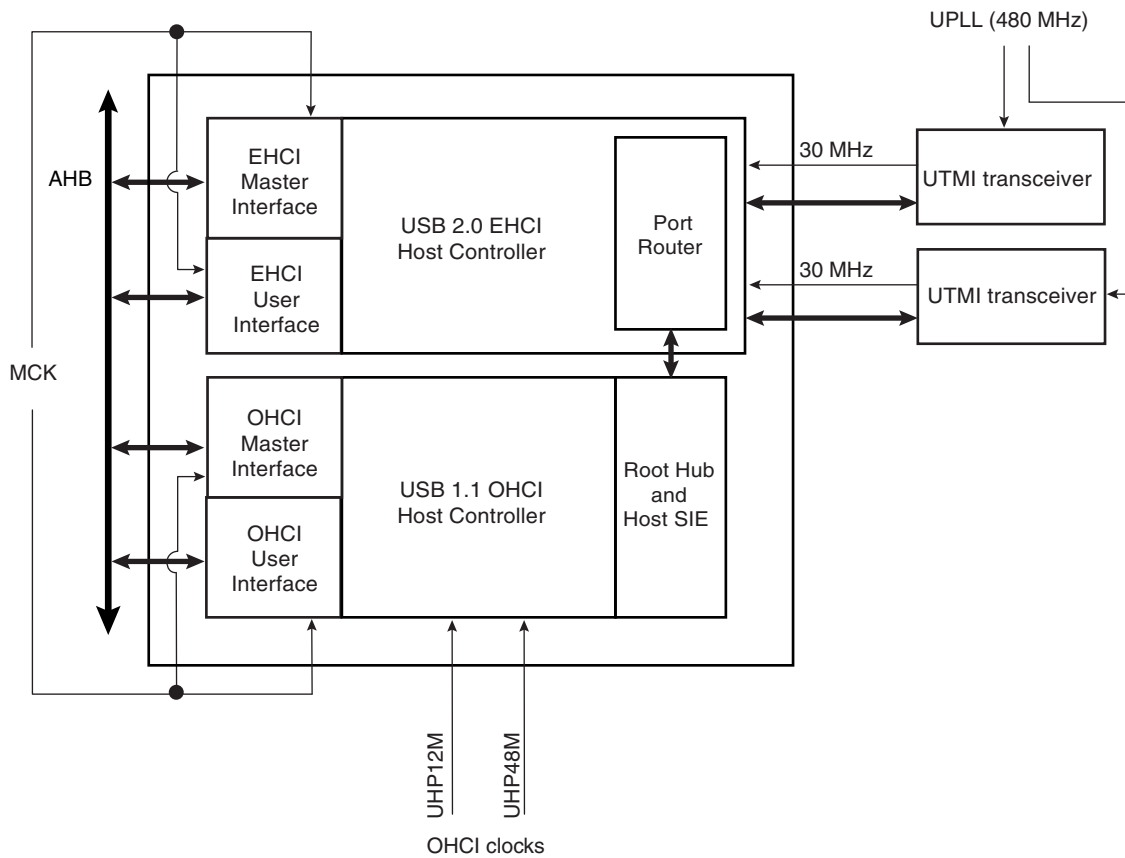 UPLL (480 MHz)
AHB
EHCI
Master
Interface
EHCI
User
Interface
USB 2.0 EHCI
Host Controller
Port
Router
30 MHz
UTMI transceiver
30 MHz
UTMI transceiver
MCK
OHCI
Master
Interface
OHCI
User
Interface
USB 1.1 OHCI
Host Controller
Root Hub
and
Host SIE
UHP12M
UHP48M
OHCI clocks